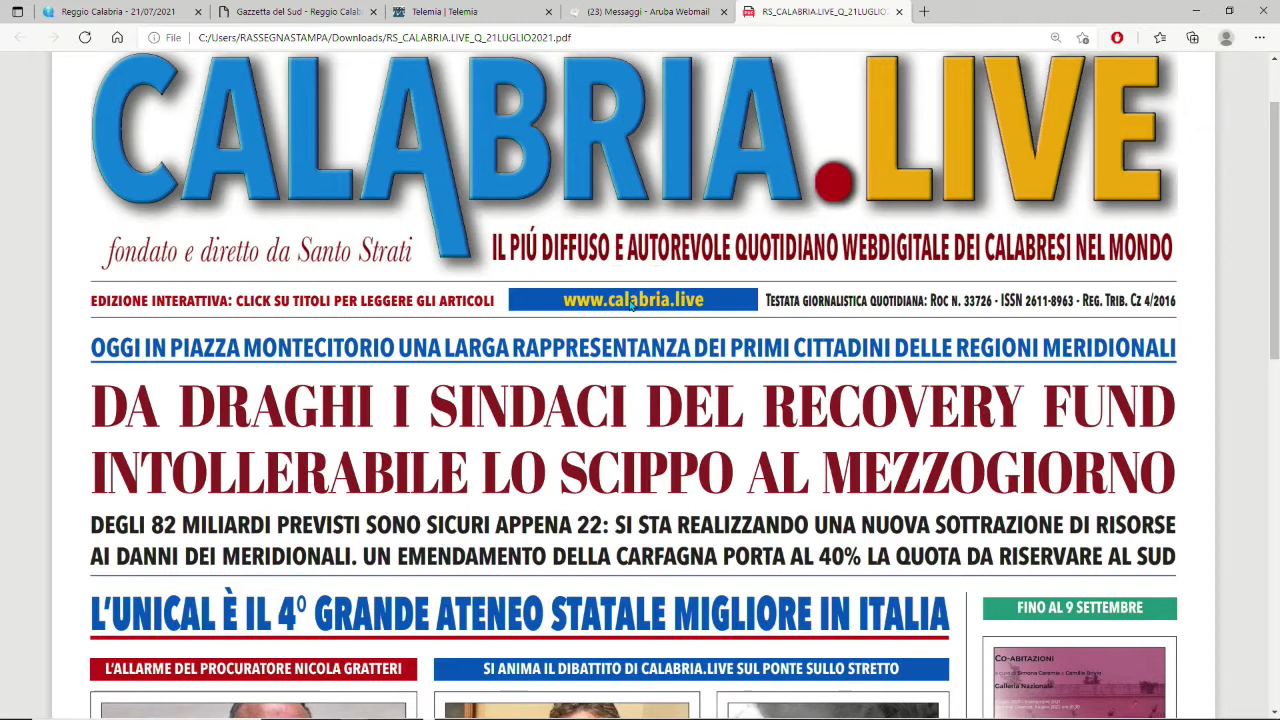 Reggio Calabria - 21/07/2021
Gazzetta del Sud - Reggio Calab
Telemia | Telemia
(23) Messaggi - Aruba Webmail
RS_CALABRIA.LIVE_Q_21LUGLIO
File
C:/Users/RASSEGNASTAMPA/Downloads/RS_CALABRIA.LIVE_Q_21LUGLIO2021.pdf
CALABRIA.LIVE
fondato e diretto da Santo Strati
IL PIÚ DIFFUSO E AUTOREVOLE QUOTIDIANO WEBDIGITALE DEI CALABRESI NEL MONDO
EDIZIONE INTERATTIVA: CLICK SU TITOLI PER LEGGERE GLI ARTICOLI
www.calabria.live
TESTATA GIORNALISTICA QUOTIDIANA: ROC N. 33726 - ISSN 2611-8963 - REG. TRIB. CZ 4/2016
OGGI IN PIAZZA MONTECITORIO UNA LARGA RAPPRESENTANZA DEI PRIMI CITTADINI DELLE REGIONI MERIDIONALI
DA DRAGHI I SINDACI DEL RECOVERY FUND
INTOLLERABILE LO SCIPPO AL MEZZOGIORNO
DEGLI 82 MILIARDI PREVISTI SONO SICURI APPENA 22: SI STA REALIZZANDO UNA NUOVA SOTTRAZIONE DI RISORSE
AI DANNI DEI MERIDIONALI. UN EMENDAMENTO DELLA CARFAGNA PORTA AL 40% LA QUOTA DA RISERVARE AL SUD
L'UNICAL È IL 4° GRANDE ATENEO STATALE MIGLIORE IN ITALIA
FINO AL 9 SETTEMBRE
L'ALLARME DEL PROCURATORE NICOLA GRATTERI
SI ANIMA IL DIBATTITO DI CALABRIA.LIVE SUL PONTE SULLO STRETTO
CO-ABITAZIONI
Galleria Nazionale